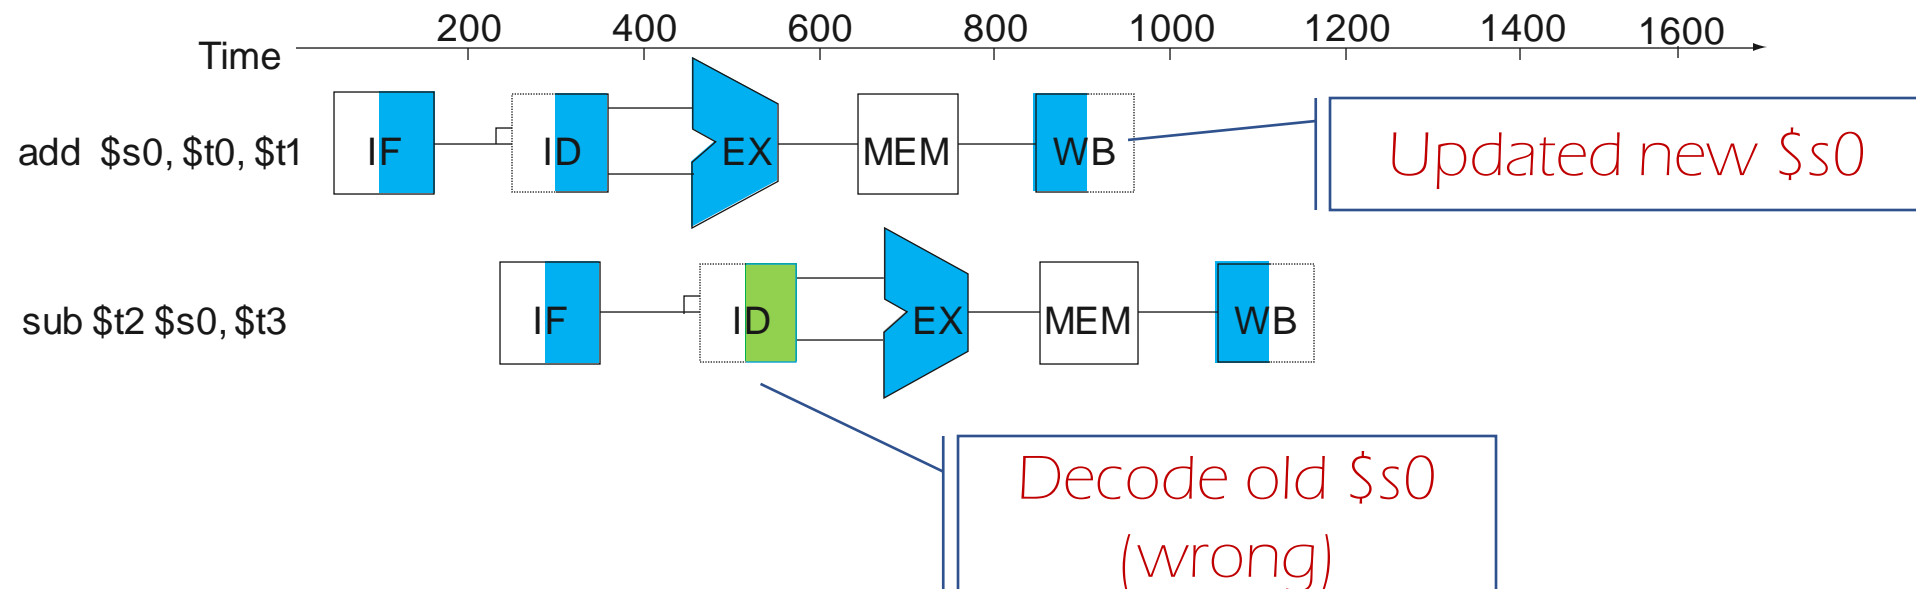 200 400 600 800 1000 1200 1400 1600
Time
add $s0, $t0, $t1 IF ID EX MEM WB
Updated new $s0
sub $t2 $s0, $t3 IF ID EX MEM WB
Decode old $s0
(wrong)